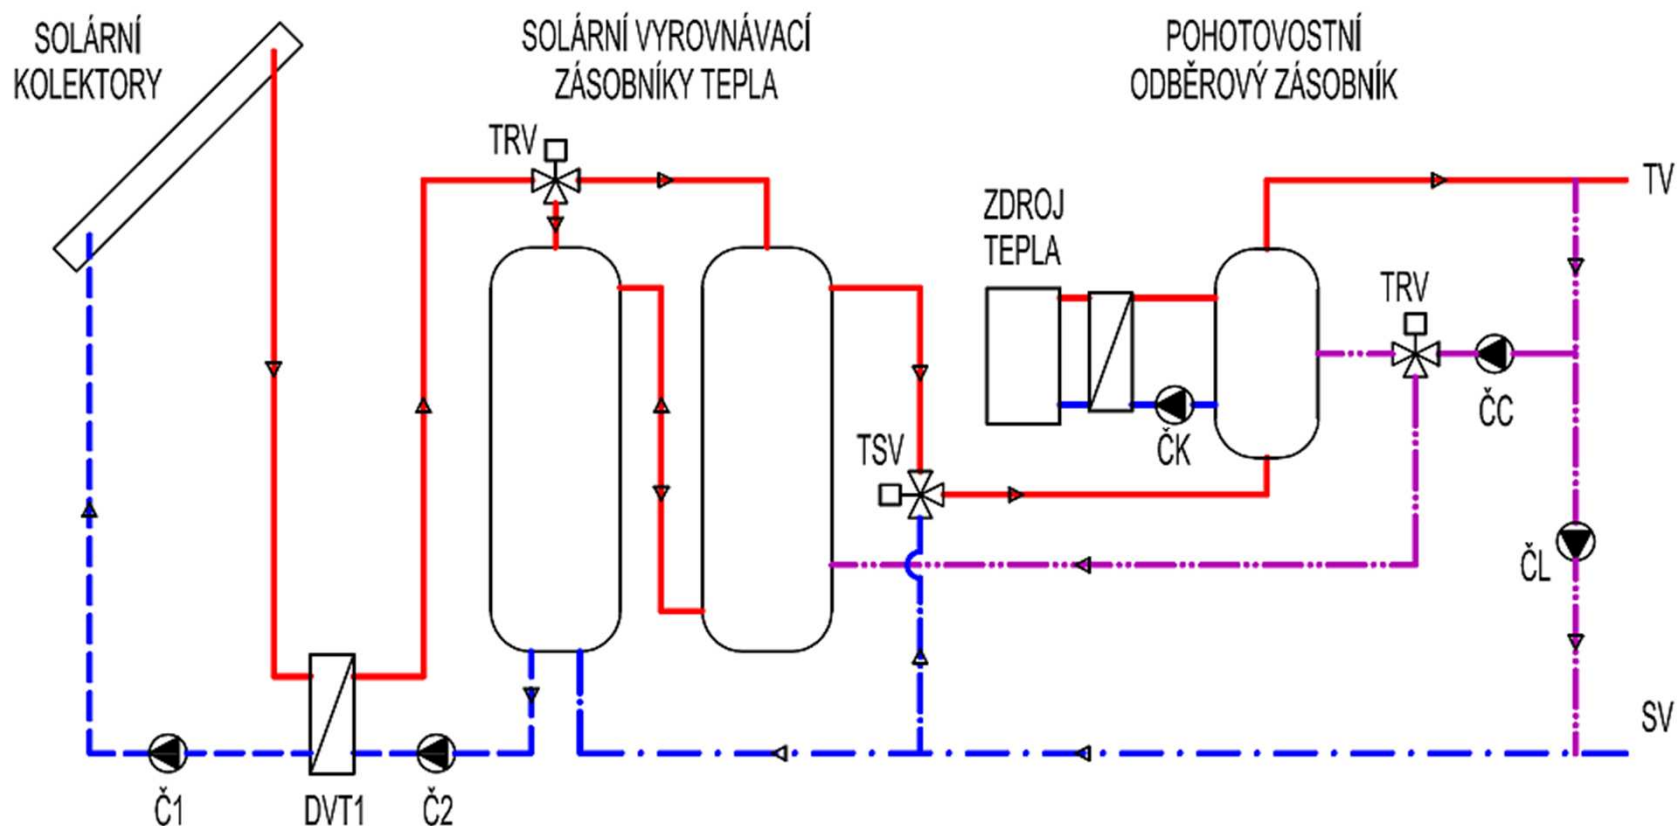 SOLÁRNÍ
KOLEKTORY
SOLÁRNÍ VYROVNÁVACÍ
ZÁSOBNÍKY TEPLA
POHOTOVOSTNÍ
ODBĚROVÝ ZÁSOBNÍK
TRV
TV
ZDROJ
TEPLA
TRV
ČC
ČK
TSV
ČL
SV
Č1
DVT1
Č2